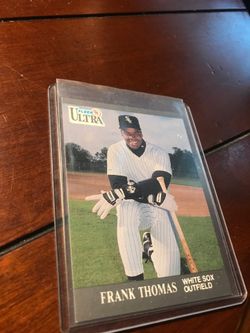 FLEER
ULTRA
FRANK THOMAS
WHITE SOX
OUTFIELD